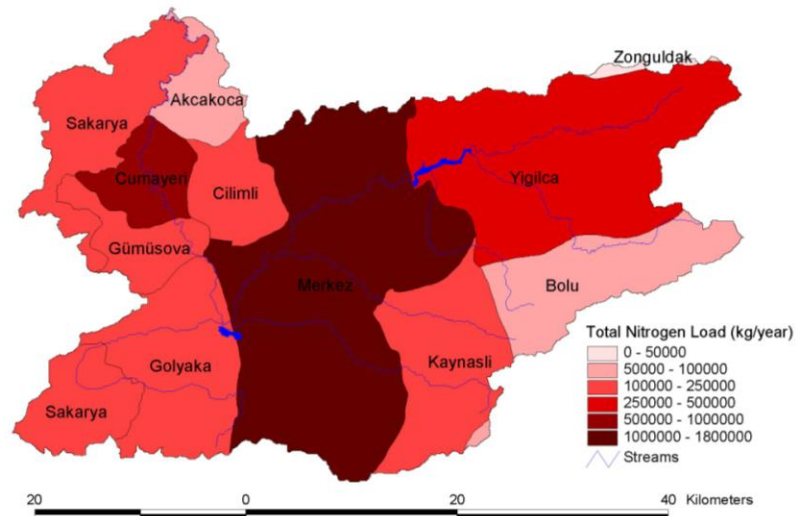 Zonguldak
Akcakoca
Sakarya
Cumayeri
Cilimli
Yigilca
Gümüsova
Merkez
Bolu
Golyaka
Kaynasli
Sakarya
Total Nitrogen Load (kg/year)
0 - 50000
50000 - 100000
100000 - 250000
250000 - 500000
500000 - 1000000
1000000 - 1800000
Streams
20 0 20 40 Kilometers